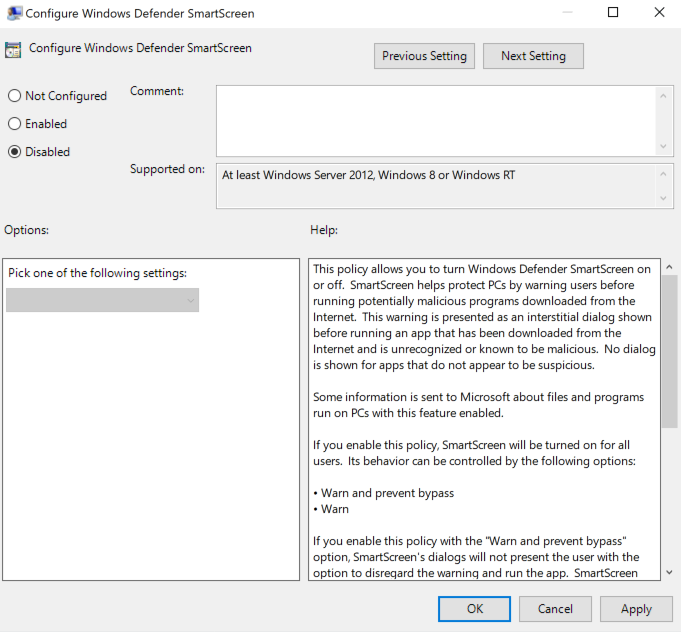 Configure Windows Defender SmartScreen
Configure Windows Defender SmartScreen
Previous Setting
Next Setting
Not Configured
Comment:
Enabled
Disabled
Supported on:
At least Windows Server 2012, Windows 8 or Windows RT
Options:
Help:
Pick one of the following settings:
This policy allows you to turn Windows Defender SmartScreen on
or off.  SmartScreen helps protect PCs by warning users before
running potentially malicious programs downloaded from the
Internet.  This warning is presented as an interstitial dialog shown
before running an app that has been downloaded from the
Internet and is unrecognized or known to be malicious.  No dialog
is shown for apps that do not appear to be suspicious.
Some information is sent to Microsoft about files and programs
run on PCs with this feature enabled.
If you enable this policy, SmartScreen will be turned on for all
users.  Its behavior can be controlled by the following options:
• Warn and prevent bypass
• Warn
If you enable this policy with the "Warn and prevent bypass"
option, SmartScreen's dialogs will not present the user with the
option to disregard the warning and run the app.  SmartScreen
OK
Cancel
Apply